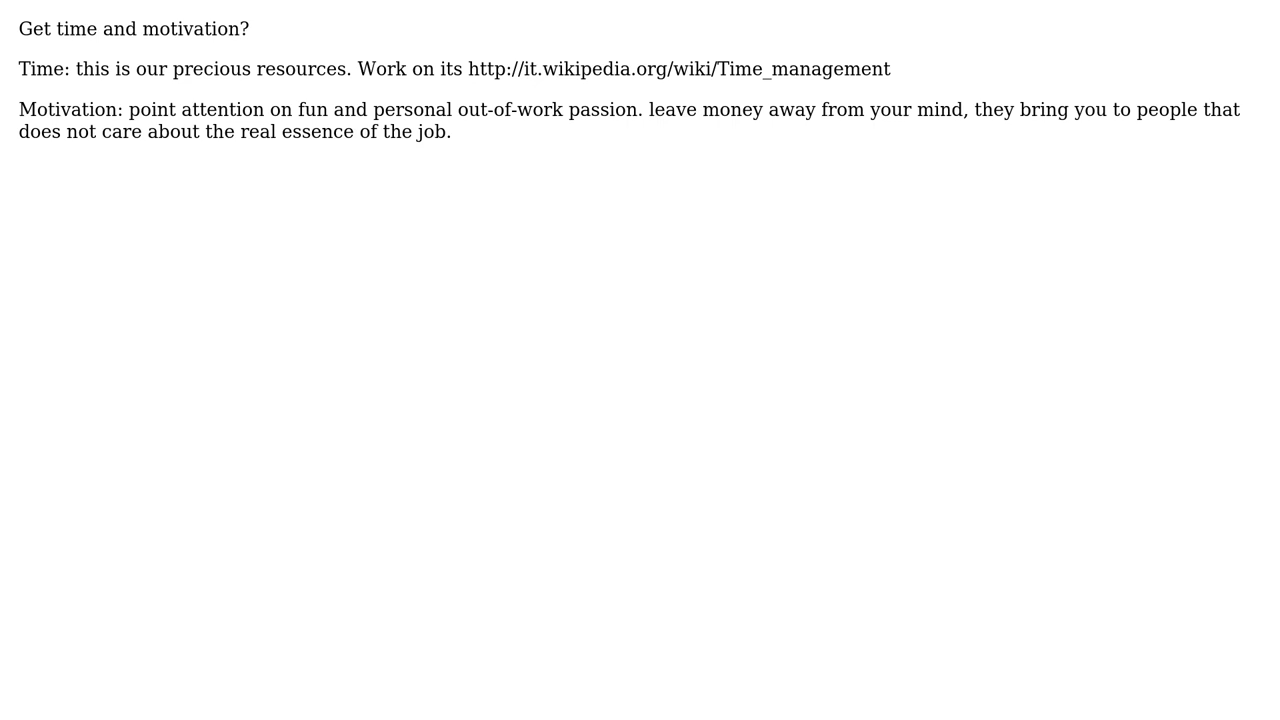 Get time and motivation?
Time: this is our precious resources. Work on its http://it.wikipedia.org/wiki/Time_management
Motivation: point attention on fun and personal out-of-work passion. leave money away from your mind, they bring you to people that
does not care about the real essence of the job.